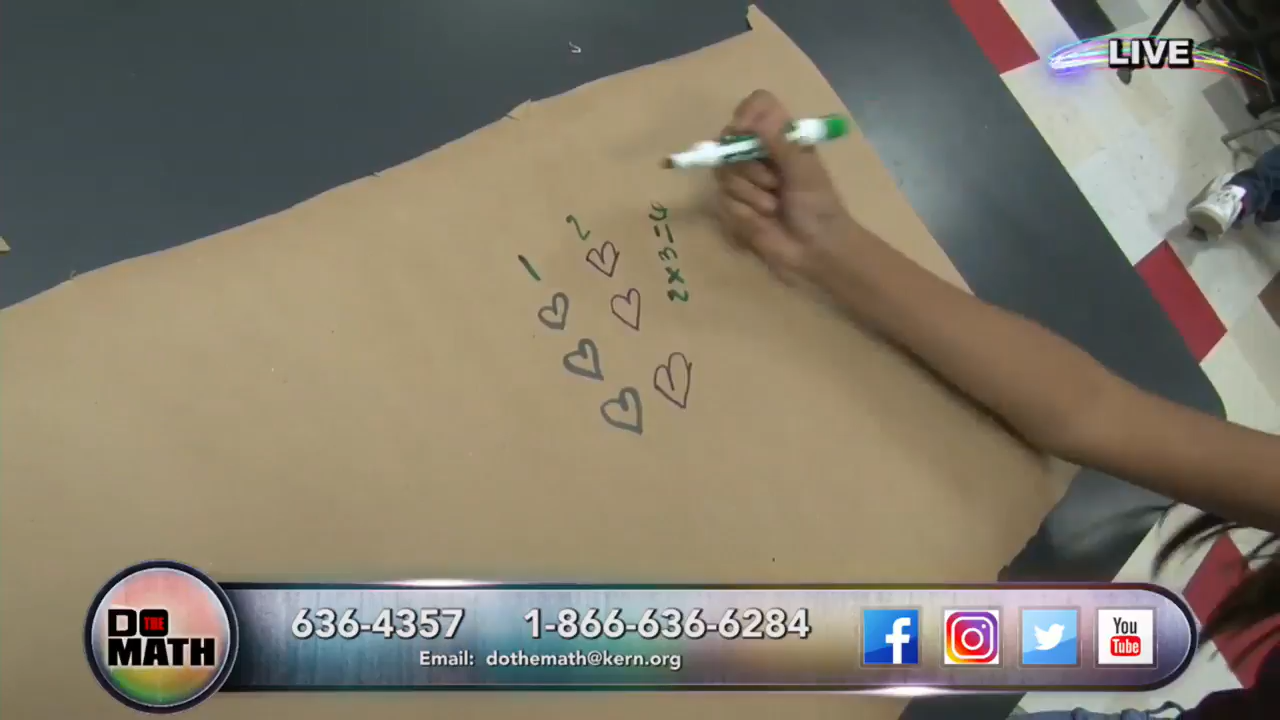 LIVE
1
2
2x3=6
DO THE MATH
636-4357 1-866-636-6284
Email: dothemath@kern.org
You Tube